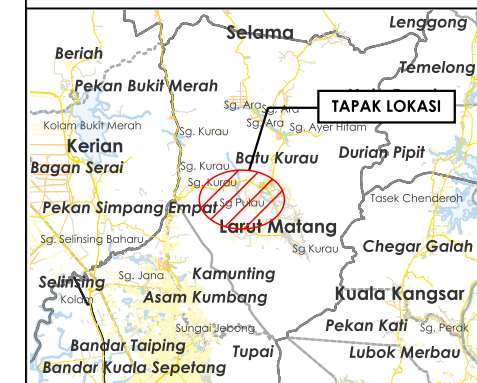 Lenggong
Selama
Beriah
Temelong
Pekan Bukit Merah
Sg. Ara
Sg. Ara
TAPAK LOKASI
Sg. Ara
Kolam Bukit Merah
Sg. Kurau
Sg. Ayer Hitam
Kerian
Batu Kurau
Durian Pipit
Bagan Serai
Sg. Kurau
Sg. Kurau
Tasek Chenderoh
Pekan Simpang Empat
Sg Pulau
Larut Matang
Sg. Selinsing Baharu
Sg Kurau
Chegar Galah
Selinsing
Sg. Jana
Kamunting
Kolam
Asam Kumbang
Kuala Kangsar
Sungai Jebong
Pekan Kati
Sg. Perak
Bandar Taiping
Tupai
Lubok Merbau
Bandar Kuala Sepetang